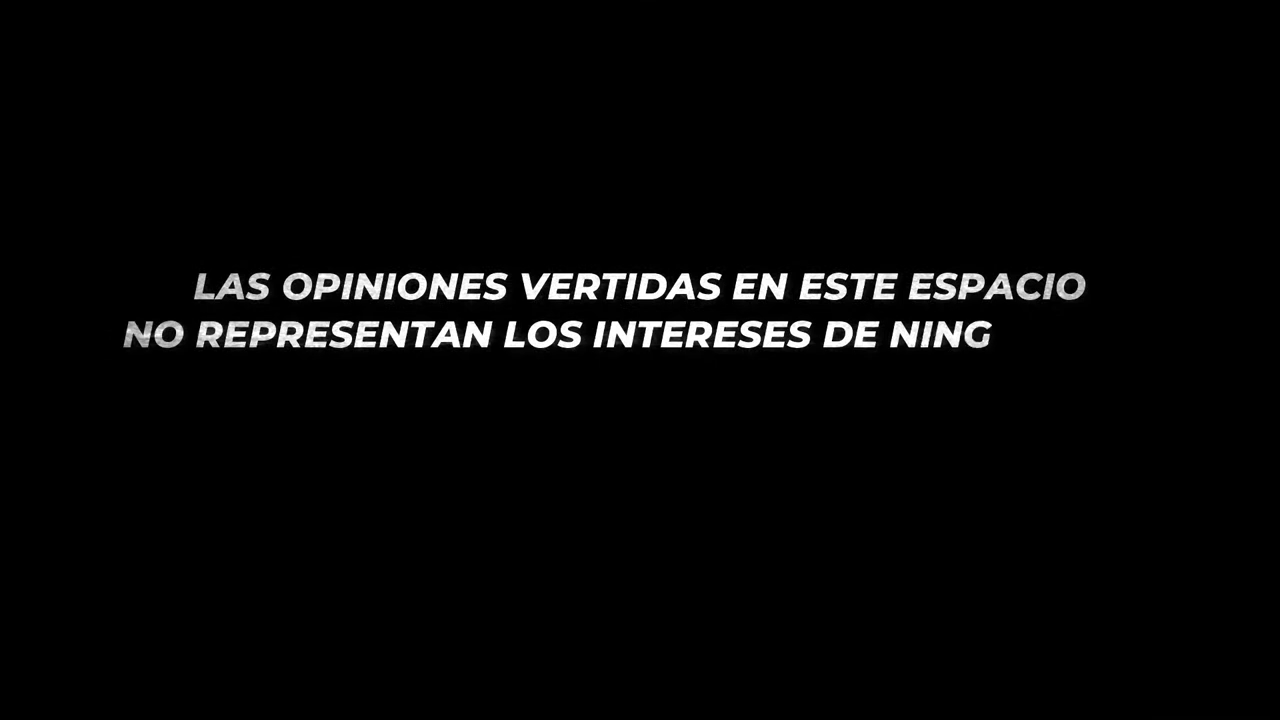 LAS OPINIONES VERTIDAS EN ESTE ESPACIO
NO REPRESENTAN LOS INTERESES DE NING